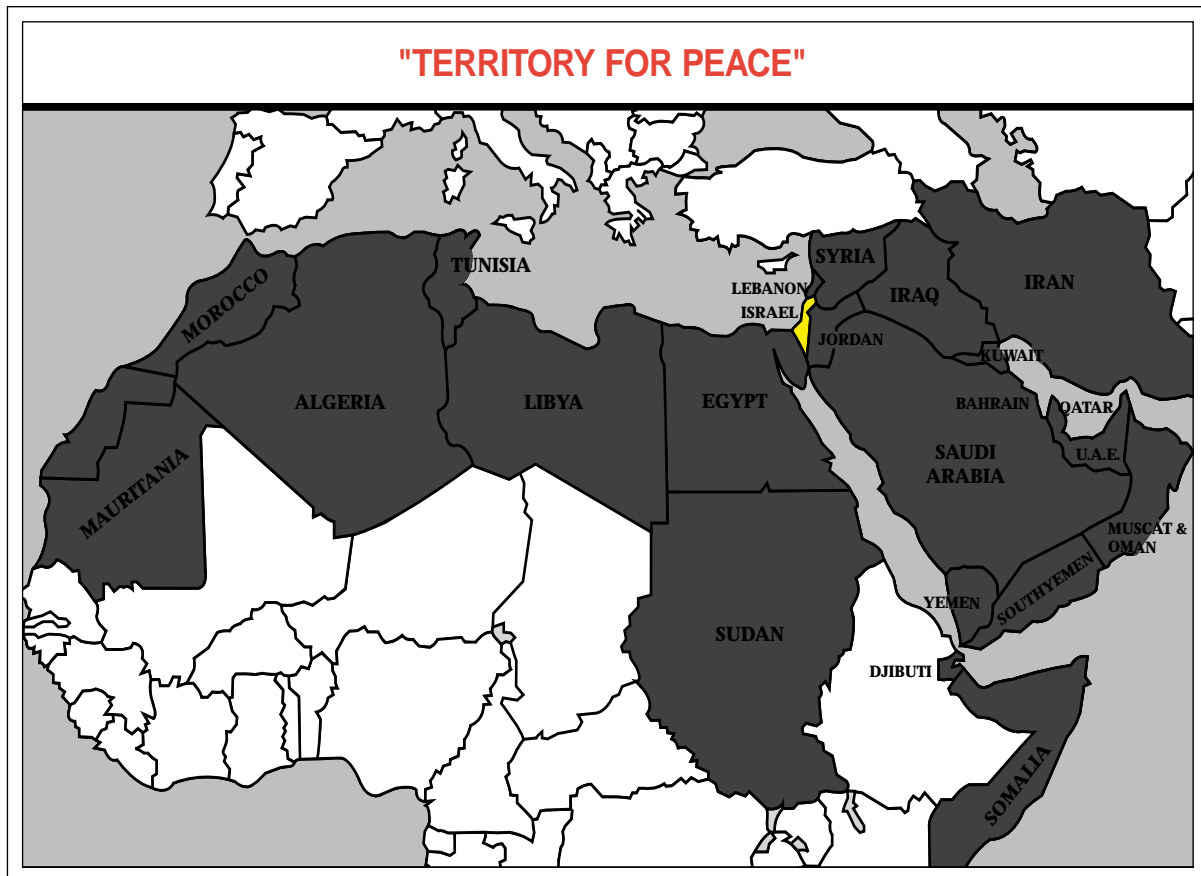 "TERRITORY FOR PEACE"
SYRIA
TUNISIA
IRAN
LEBANON
IRAQ
MOROCCO
ISRAEL
JORDAN
KUWAIT
ALGERIA
LIBYA
EGYPT
BAHRAIN
QATAR
SAUDI
ARABIA
U.A.E.
MAURITANIA
MUSCAT &
OMAN
SOUTHYEMEN
YEMEN
SUDAN
DJIBUTI
SOMALIA